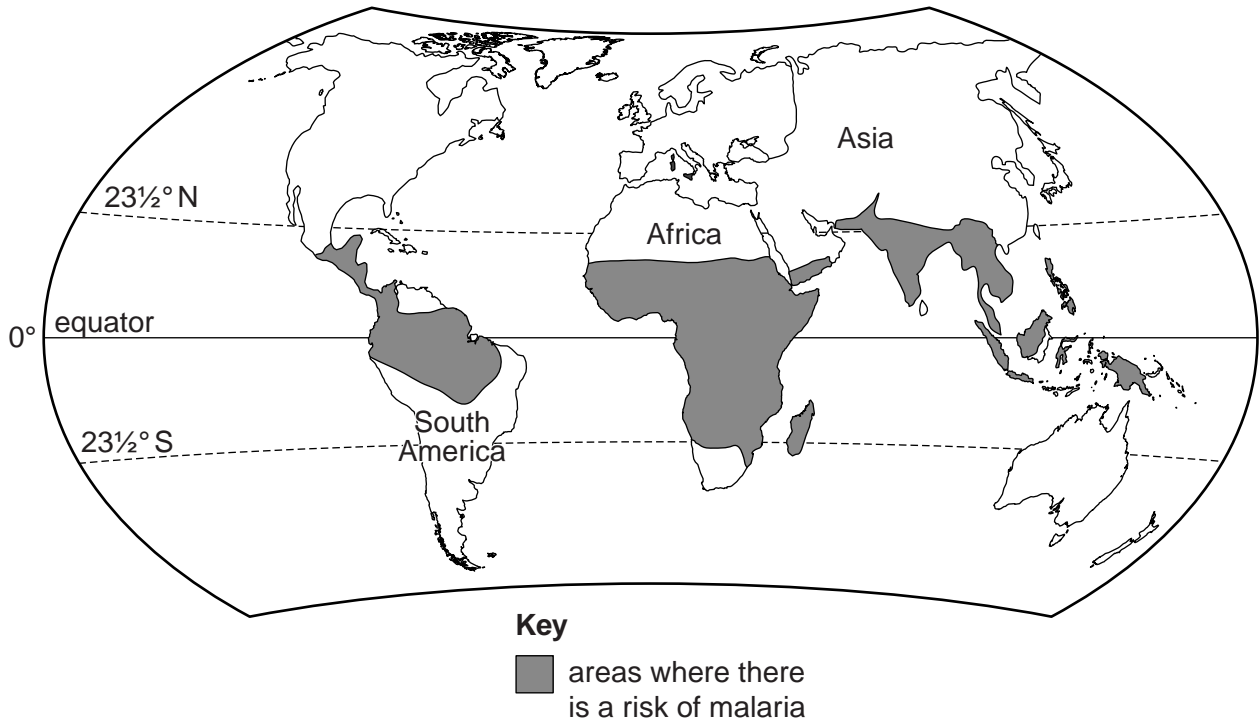 Asia
23½° N
Africa
0°
equator
South
America
23½° S
Key
areas where there
is a risk of malaria